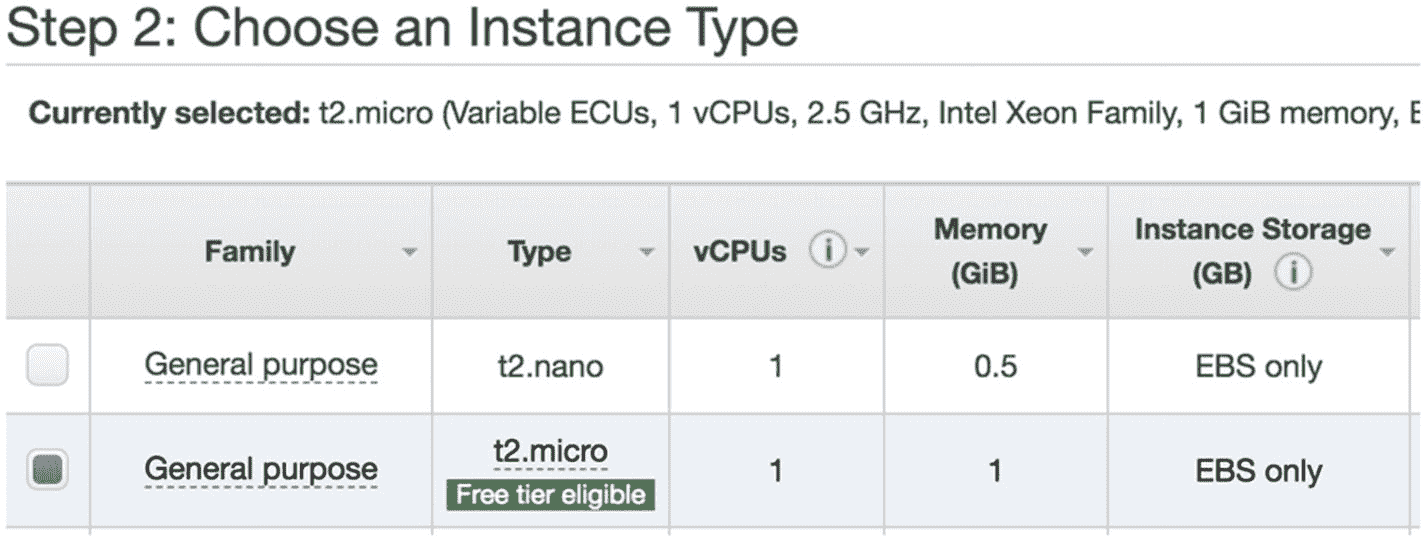 Step 2: Choose an Instance Type
Currently selected: t2.micro (Variable ECUs, 1 vCPUs, 2.5 GHz, Intel Xeon Family, 1 GiB memory,
Family Type vCPUs i Memory (GiB) Instance Storage (GB) i
General purpose t2.nano 1 0.5 EBS only
General purpose t2.micro 1 1 EBS only
Free tier eligible